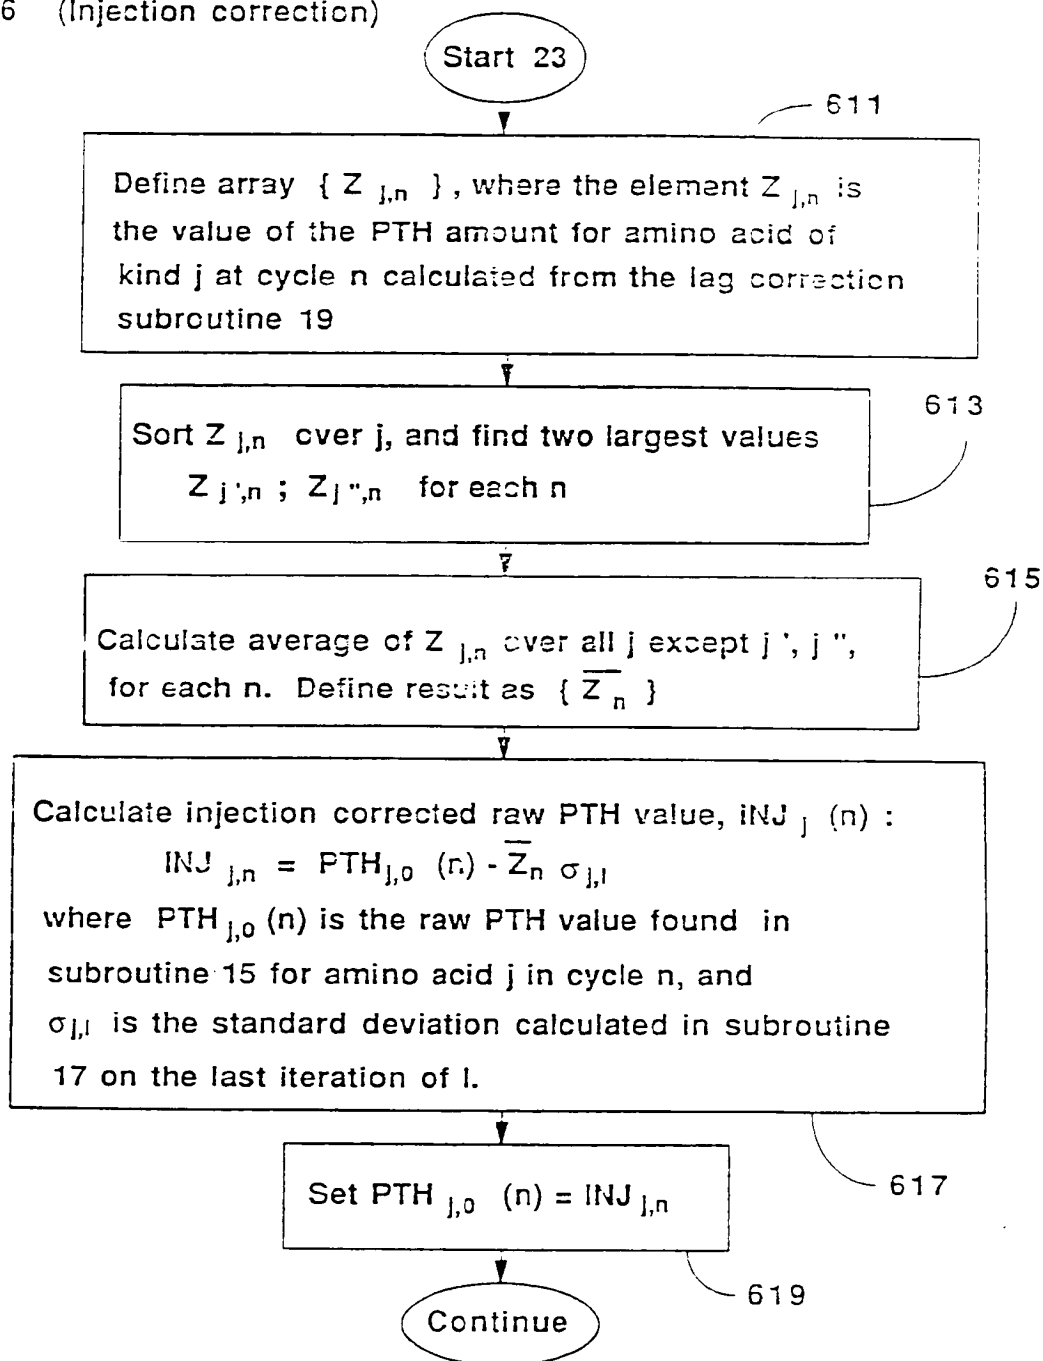 6 (Injection correction)
Start 23
611
Define array { Z j,n } , where the element Z j,n is
the value of the PTH amount for amino acid of
kind j at cycle n calculated from the lag correction
subroutine 19
613
Sort Z j,n over j, and find two largest values
Z j',n ; Z j",n for each n
615
Calculate average of Z j,n over all j except j ', j ",
for each n. Define result as { Z̅n }
Calculate injection corrected raw PTH value, INJ j (n) :
INJ j,n = PTH j,0 (n) - Z̅n σ j,l
where PTH j,0 (n) is the raw PTH value found in
subroutine 15 for amino acid j in cycle n, and
σ j,l is the standard deviation calculated in subroutine
17 on the last iteration of l.
617
Set PTH j,0 (n) = INJ j,n
619
Continue